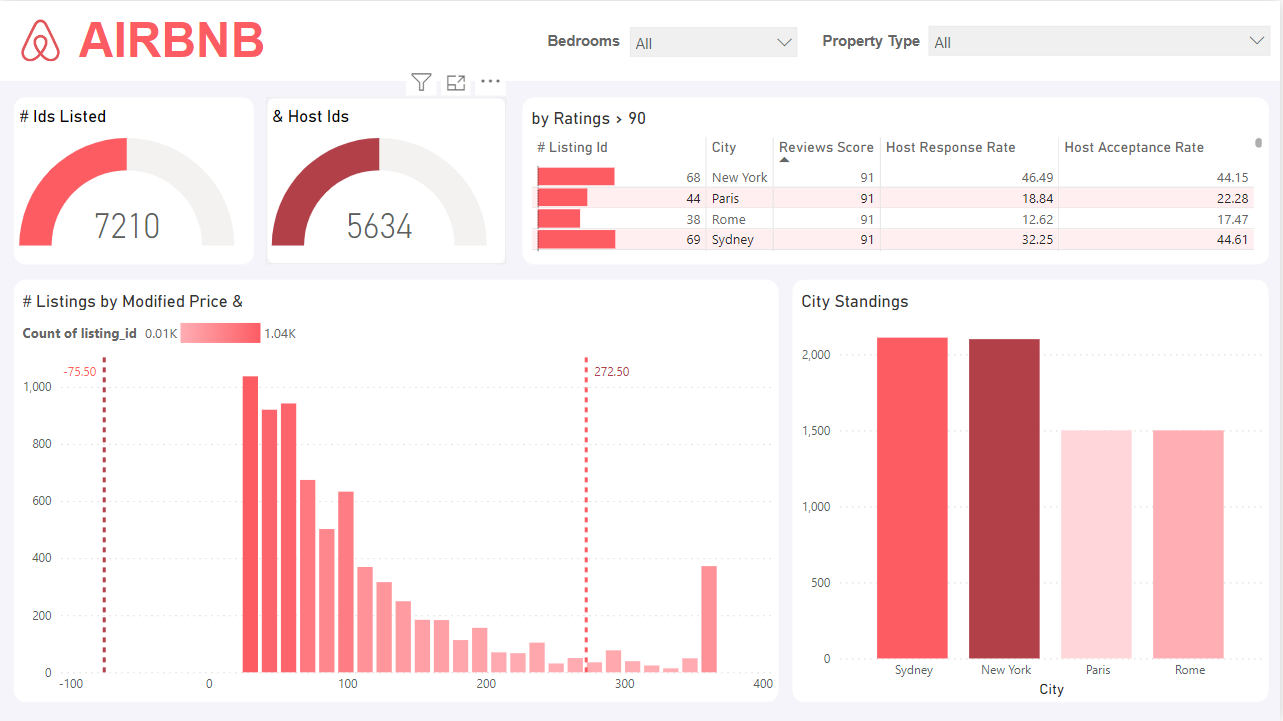 AIRBNB
Bedrooms All
Property Type All
# Ids Listed
7210
& Host Ids
5634
by Ratings > 90
# Listing Id City Reviews Score Host Response Rate Host Acceptance Rate
68 New York 91 46.49 44.15
44 Paris 91 18.84 22.28
38 Rome 91 12.62 17.47
69 Sydney 91 32.25 44.61
# Listings by Modified Price &
Count of listing_id 0.01K 1.04K
-75.50 272.50
1,000
800
600
400
200
0
-100 0 100 200 300 400
City Standings
2,000
1,500
1,000
500
0
Sydney New York Paris Rome
City